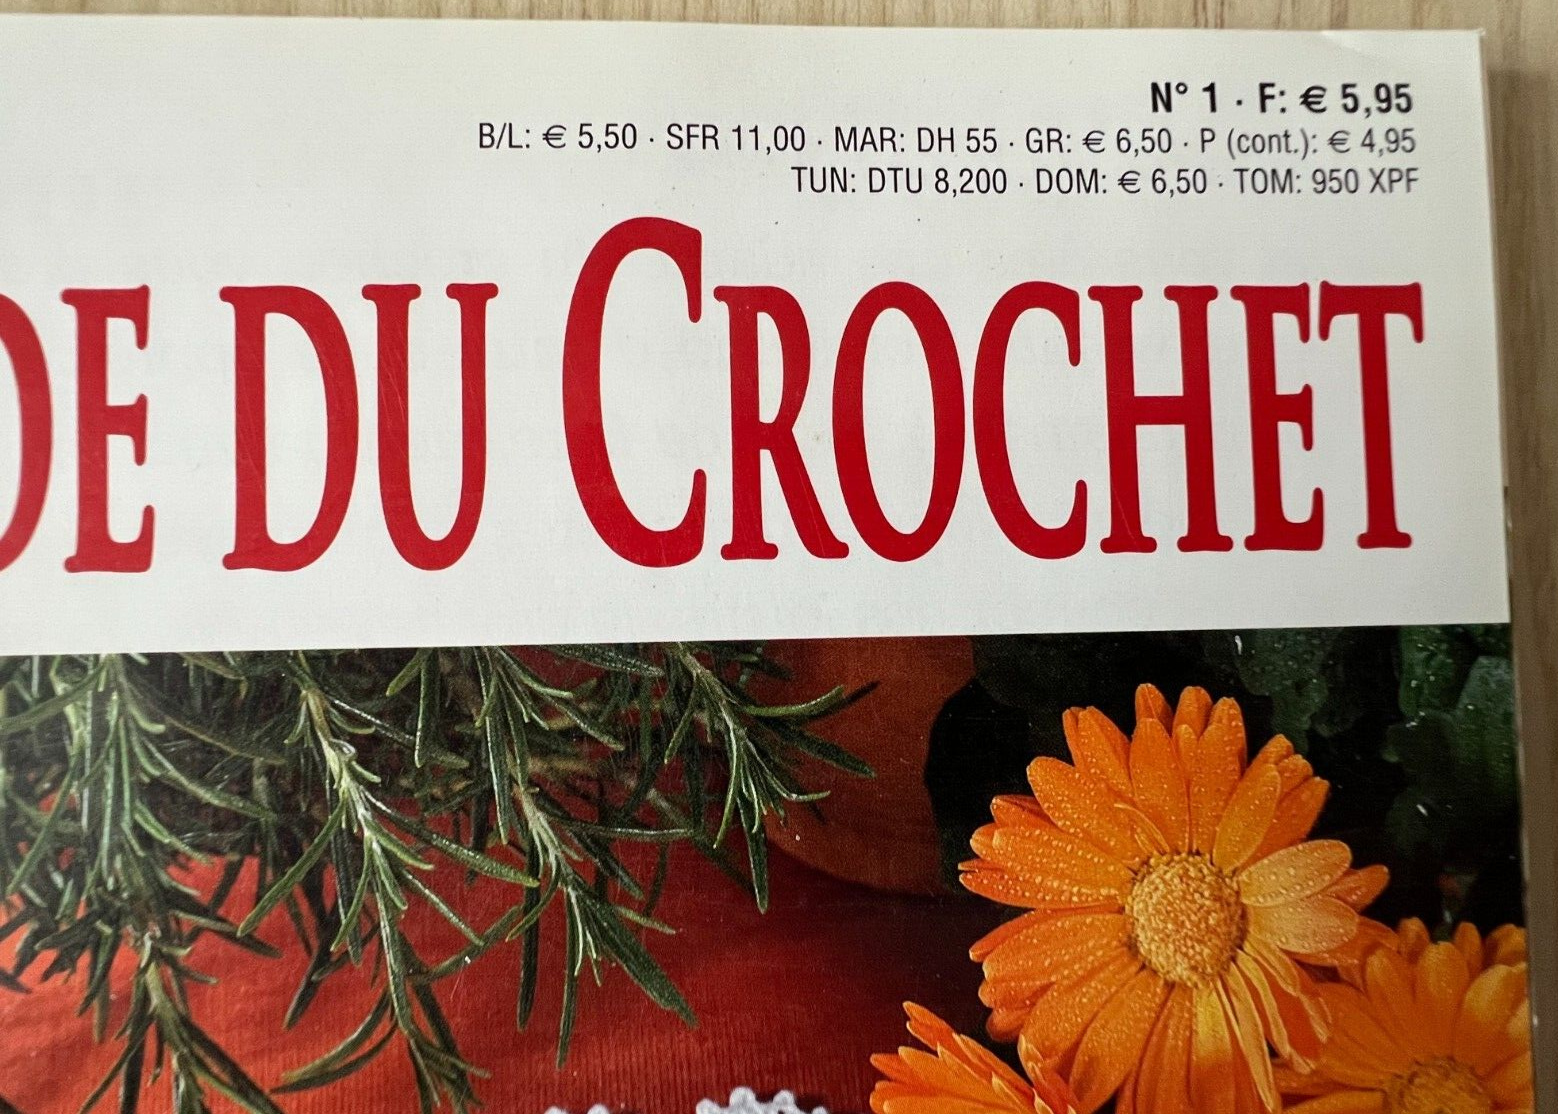 N° 1 · F: € 5,95
B/L: € 5,50 · SFR 11,00 · MAR: DH 55 · GR: € 6,50 · P (cont.): € 4,95
TUN: DTU 8,200 · DOM: € 6,50 · TOM: 950 XPF
DE DU CROCHET